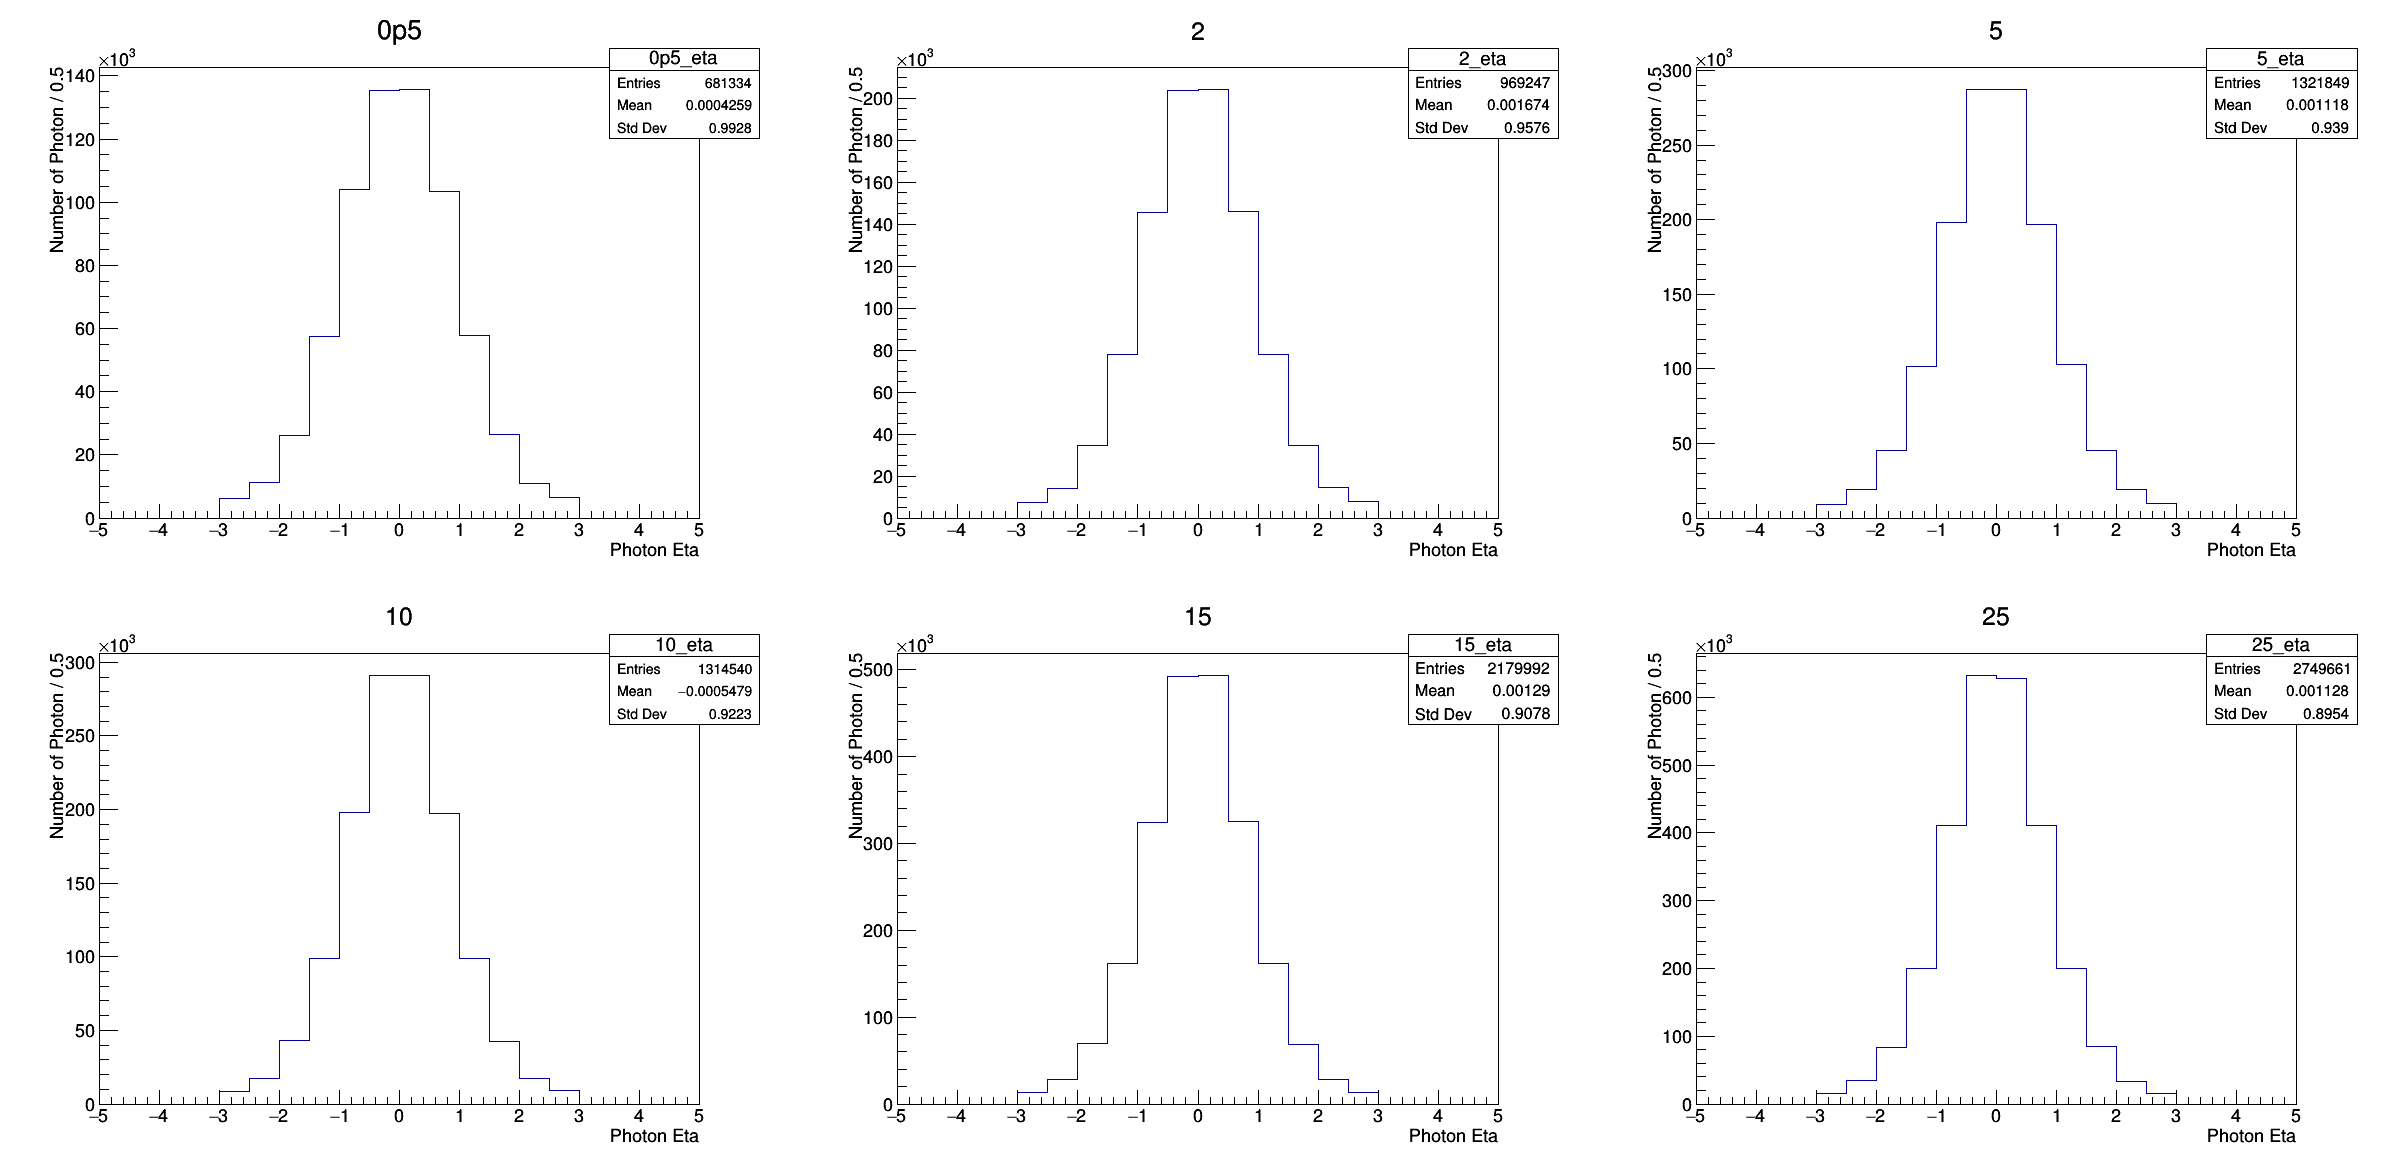 0p5
×10³
0p5_eta
Entries 681334
Mean 0.0004259
Std Dev 0.9928
Number of Photon / 0.5
140
120
100
80
60
40
20
0
−5 −4 −3 −2 −1 0 1 2 3 4 5
Photon Eta
2
×10³
2_eta
Entries 969247
Mean 0.001674
Std Dev 0.9576
Number of Photon / 0.5
200
180
160
140
120
100
80
60
40
20
0
−5 −4 −3 −2 −1 0 1 2 3 4 5
Photon Eta
5
×10³
5_eta
Entries 1321849
Mean 0.001118
Std Dev 0.939
Number of Photon / 0.5
300
250
200
150
100
50
0
−5 −4 −3 −2 −1 0 1 2 3 4 5
Photon Eta
10
×10³
10_eta
Entries 1314540
Mean −0.0005479
Std Dev 0.9223
Number of Photon / 0.5
300
250
200
150
100
50
0
−5 −4 −3 −2 −1 0 1 2 3 4 5
Photon Eta
15
×10³
15_eta
Entries 2179992
Mean 0.00129
Std Dev 0.9078
Number of Photon / 0.5
500
400
300
200
100
0
−5 −4 −3 −2 −1 0 1 2 3 4 5
Photon Eta
25
×10³
25_eta
Entries 2749661
Mean 0.001128
Std Dev 0.8954
Number of Photon / 0.5
600
500
400
300
200
100
0
−5 −4 −3 −2 −1 0 1 2 3 4 5
Photon Eta